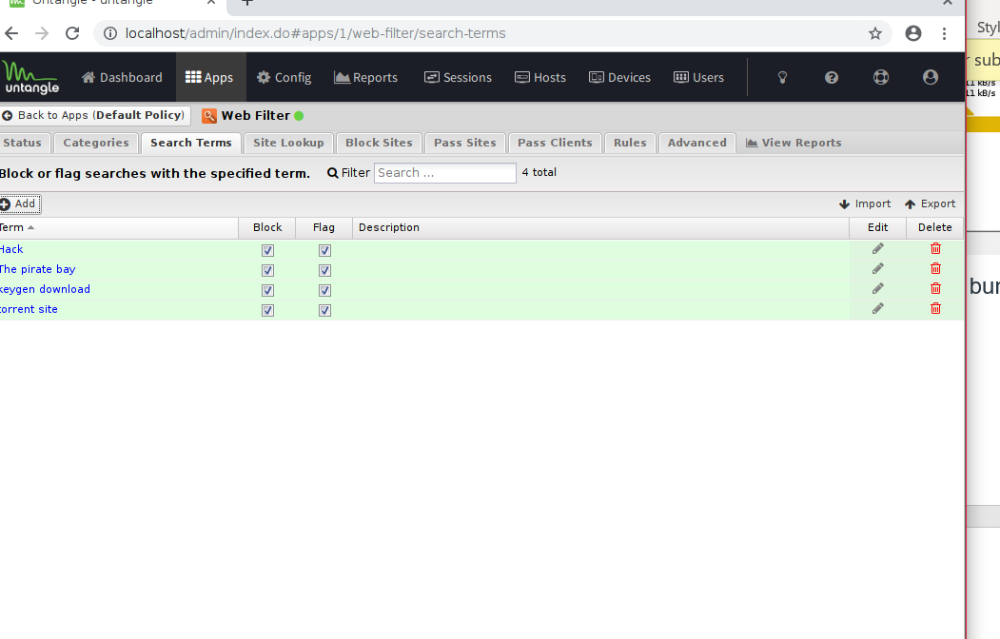 Untangle - untangle
localhost/admin/index.do#apps/1/web-filter/search-terms
untangle Dashboard Apps Config Reports Sessions Hosts Devices Users
Back to Apps (Default Policy) Web Filter
Status Categories Search Terms Site Lookup Block Sites Pass Sites Pass Clients Rules Advanced View Reports
Block or flag searches with the specified term. Filter Search ... 4 total
Add Import Export
Term Block Flag Description Edit Delete
Hack
The pirate bay
keygen download
torrent site
Styl
r sub
11 kB/s
11 kB/s
bur